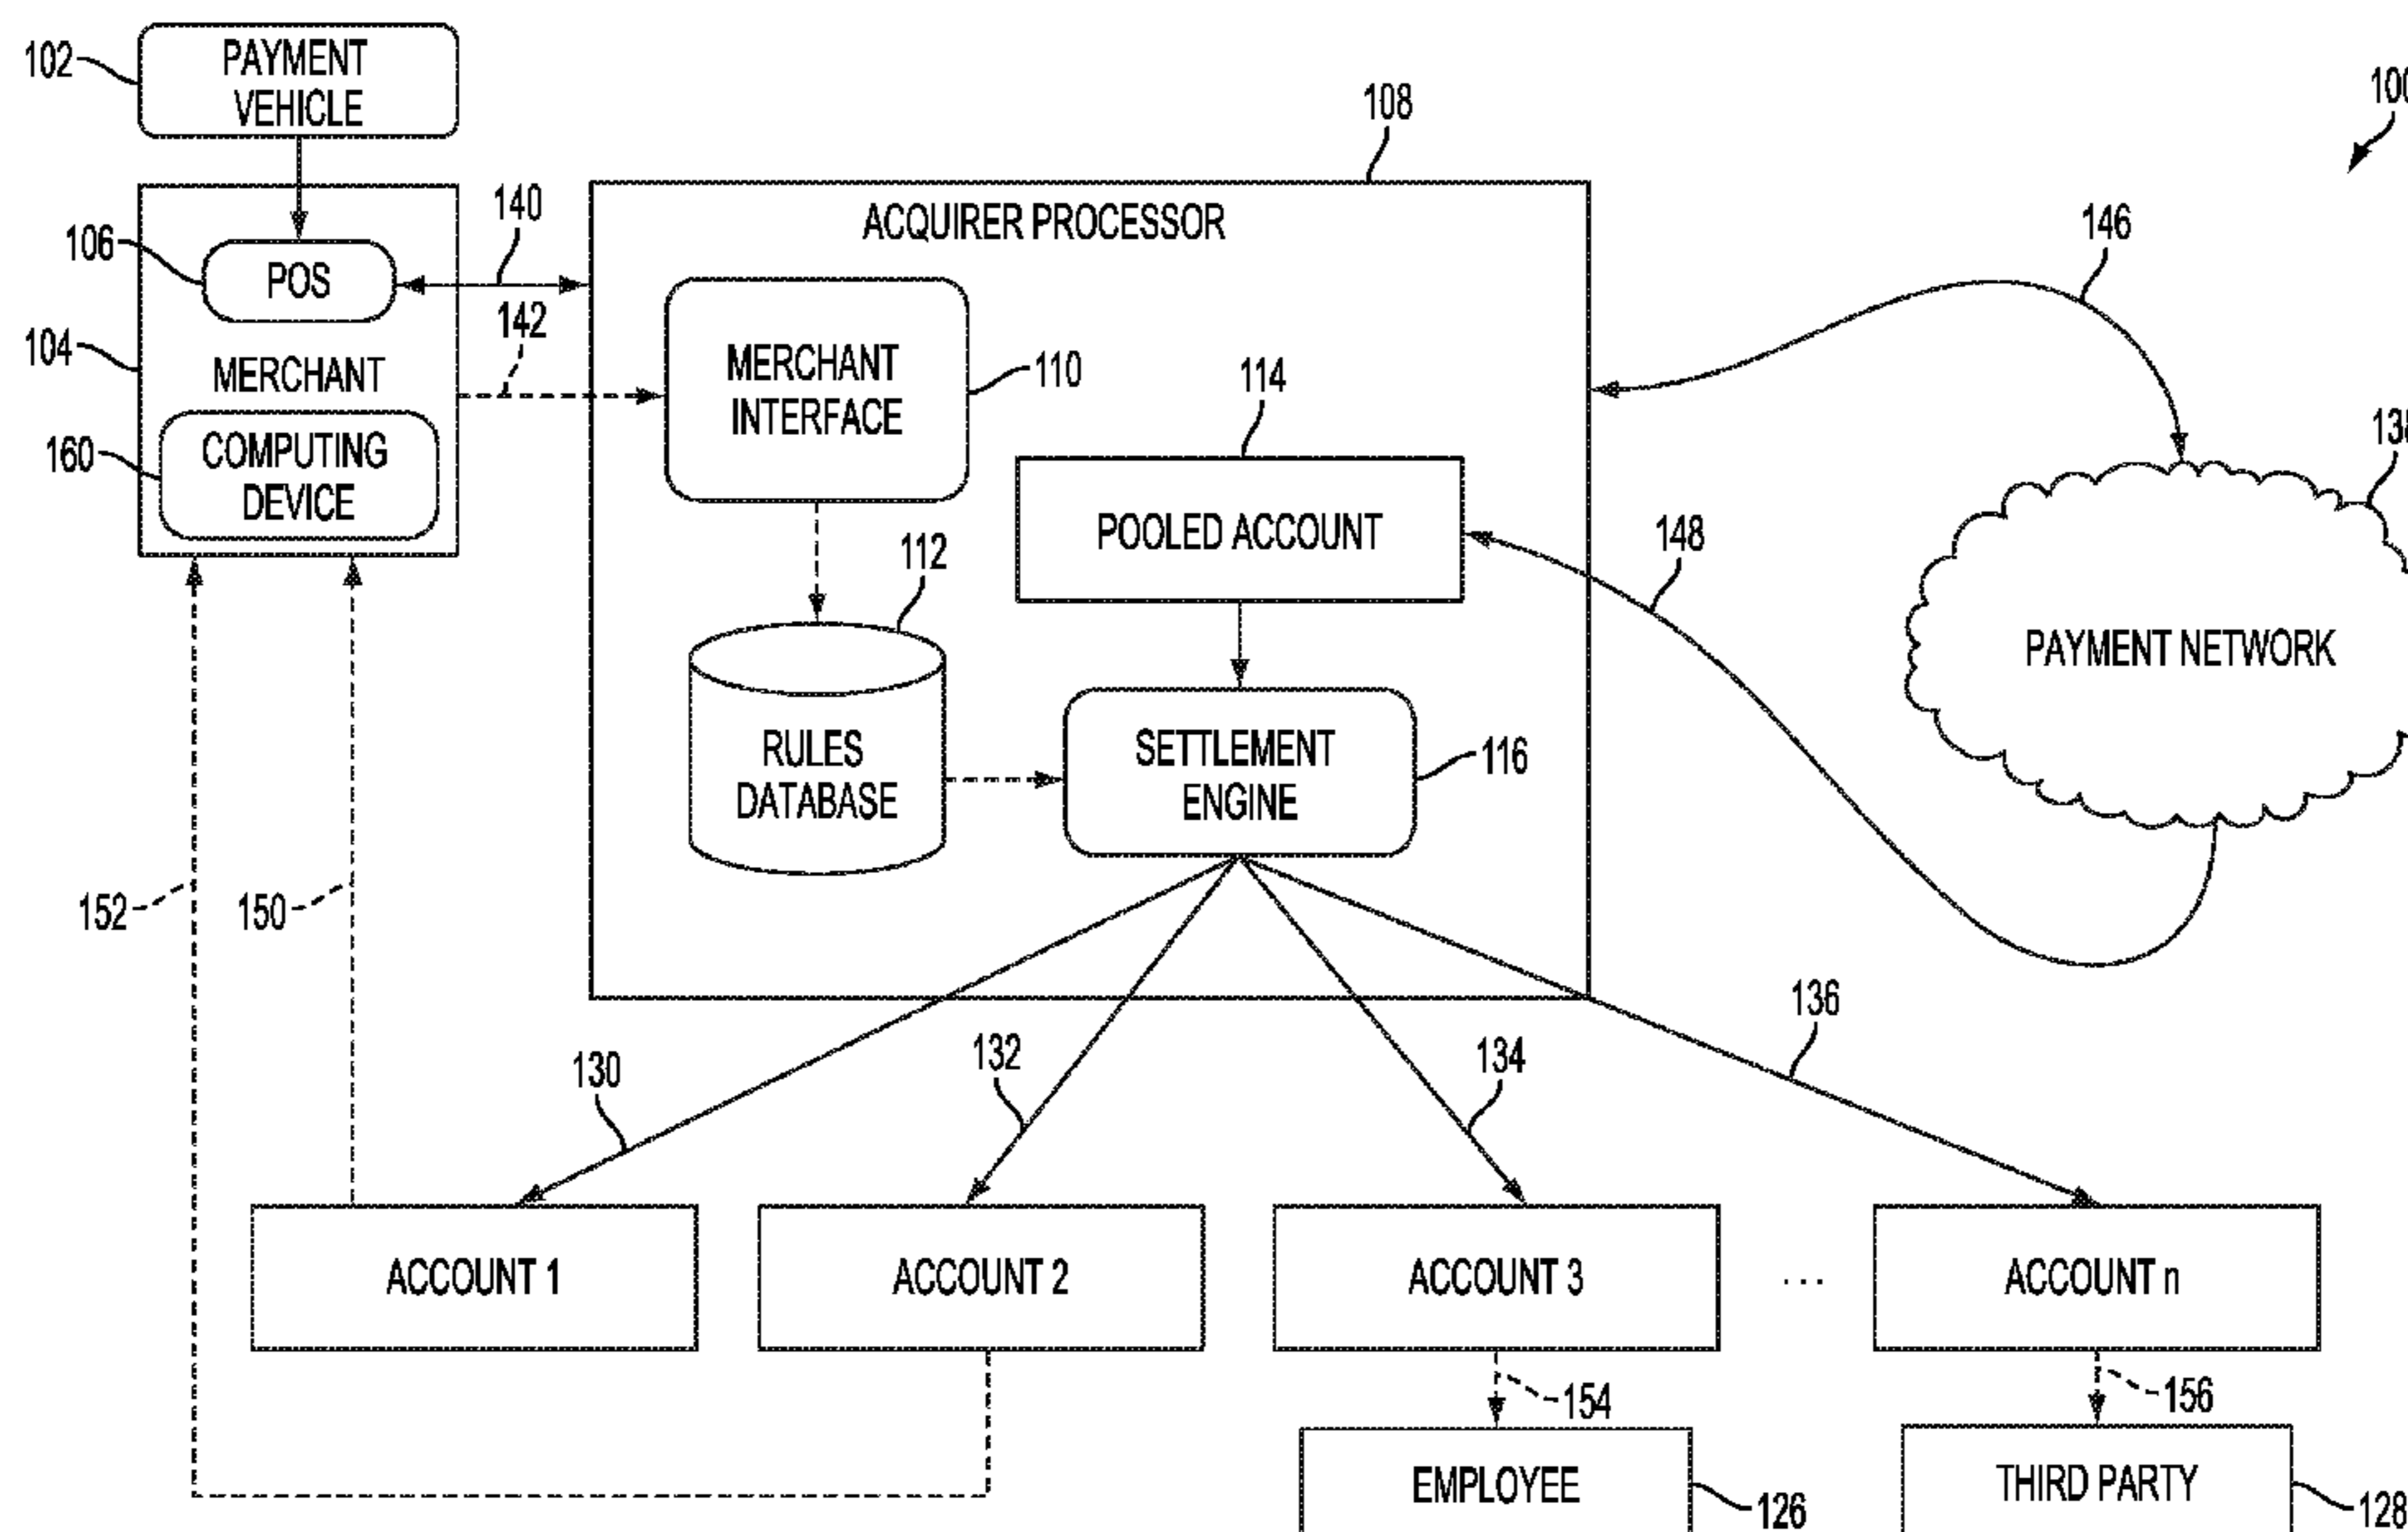 102
PAYMENT
VEHICLE
108
100
ACQUIRER PROCESSOR
140
146
106
POS
142
104
MERCHANT
MERCHANT
INTERFACE
110
114
138
160
COMPUTING
DEVICE
POOLED ACCOUNT
148
112
PAYMENT NETWORK
RULES
DATABASE
SETTLEMENT
ENGINE
116
152
150
130
132
134
136
ACCOUNT 1
ACCOUNT 2
ACCOUNT 3
...
ACCOUNT n
154
156
EMPLOYEE
126
THIRD PARTY
128